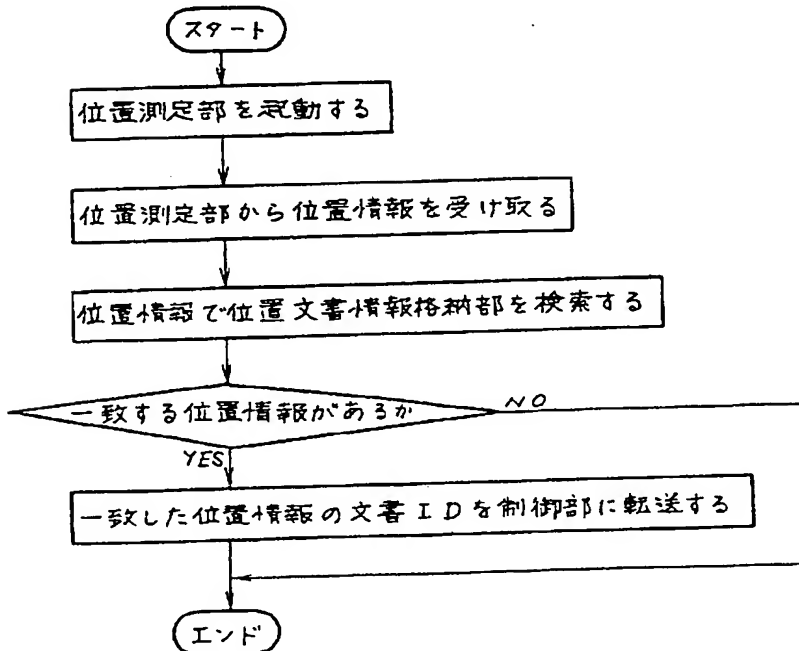 スタート
位置測定部を起動する
位置測定部から位置情報を受け取る
位置情報で位置文書情報格納部を検索する
一致する位置情報があるか
NO
YES
一致した位置情報の文書IDを制御部に転送する
エンド